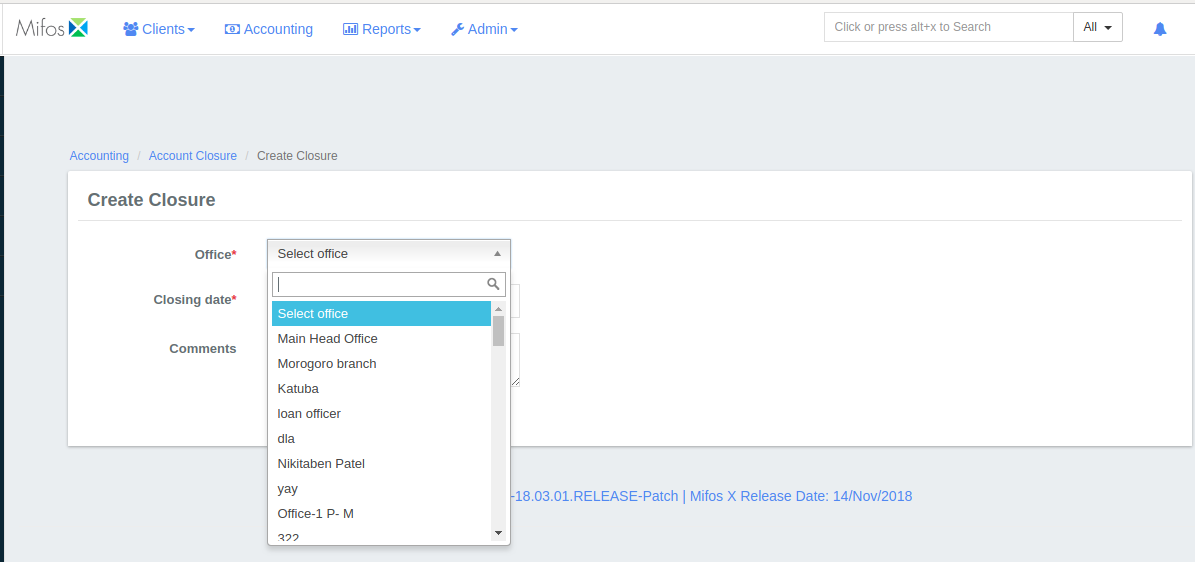 Mifos Clients Accounting Reports Admin Click or press alt+x to Search All
Accounting / Account Closure / Create Closure
Create Closure
Office* Select office
Closing date*
Comments
Select office
Main Head Office
Morogoro branch
Katuba
loan officer
dla
Nikitaben Patel
yay
Office-1 P- M
322
-18.03.01.RELEASE-Patch | Mifos X Release Date: 14/Nov/2018